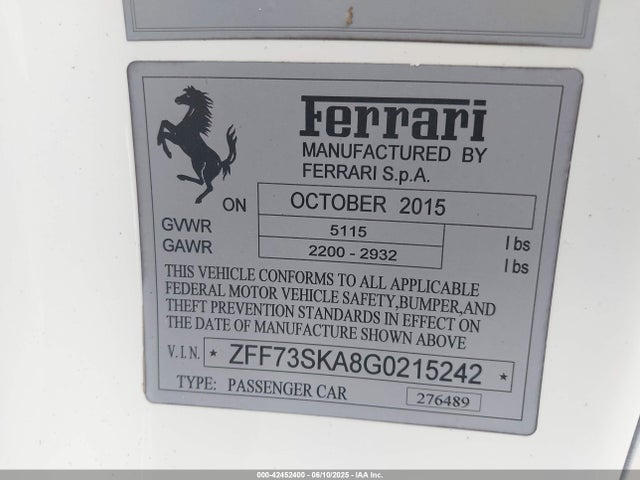 Ferrari
MANUFACTURED BY
FERRARI S.p.A.
ON OCTOBER 2015
GVWR 5115 lbs
GAWR 2200 - 2932 lbs
THIS VEHICLE CONFORMS TO ALL APPLICABLE
FEDERAL MOTOR VEHICLE SAFETY,BUMPER,AND
THEFT PREVENTION STANDARDS IN EFFECT ON
THE DATE OF MANUFACTURE SHOWN ABOVE
V.I.N. * ZFF73SKA8G0215242 *
TYPE: PASSENGER CAR 276489
000-42452400 - 06/10/2025 - IAA Inc.